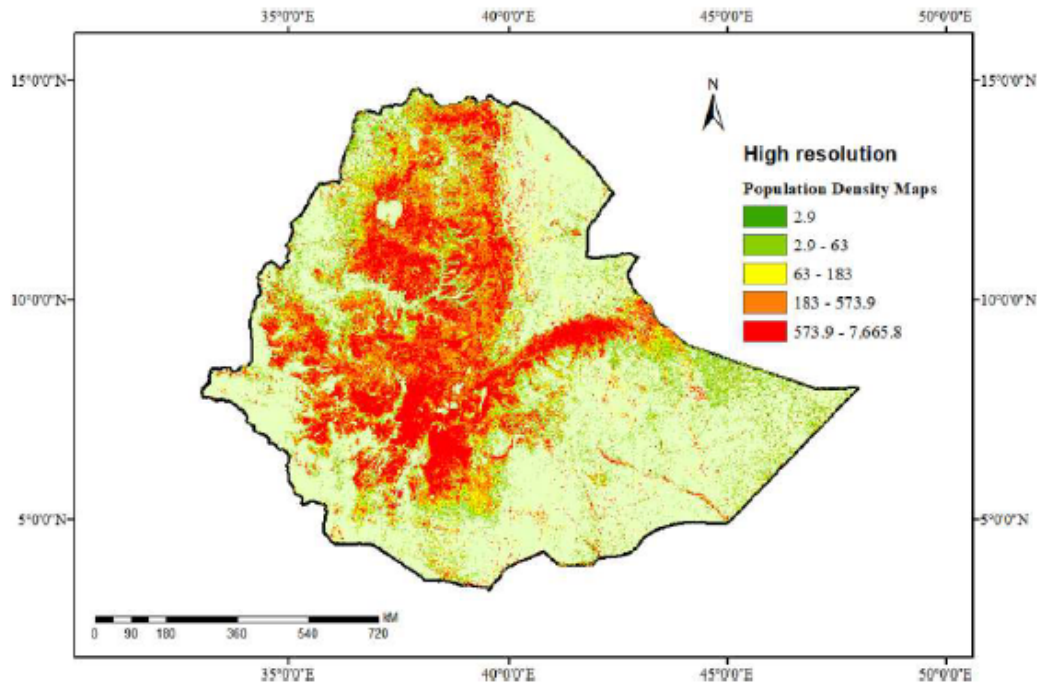 35°0'0"E 40°0'0"E 45°0'0"E 50°0'0"E
15°0'0"N 15°0'0"N
N
High resolution
Population Density Maps
2.9
2.9 - 63
63 - 183
183 - 573.9
573.9 - 7,665.8
10°0'0"N 10°0'0"N
5°0'0"N 5°0'0"N
KM
0 90 180 360 540 720
35°0'0"E 40°0'0"E 45°0'0"E 50°0'0"E